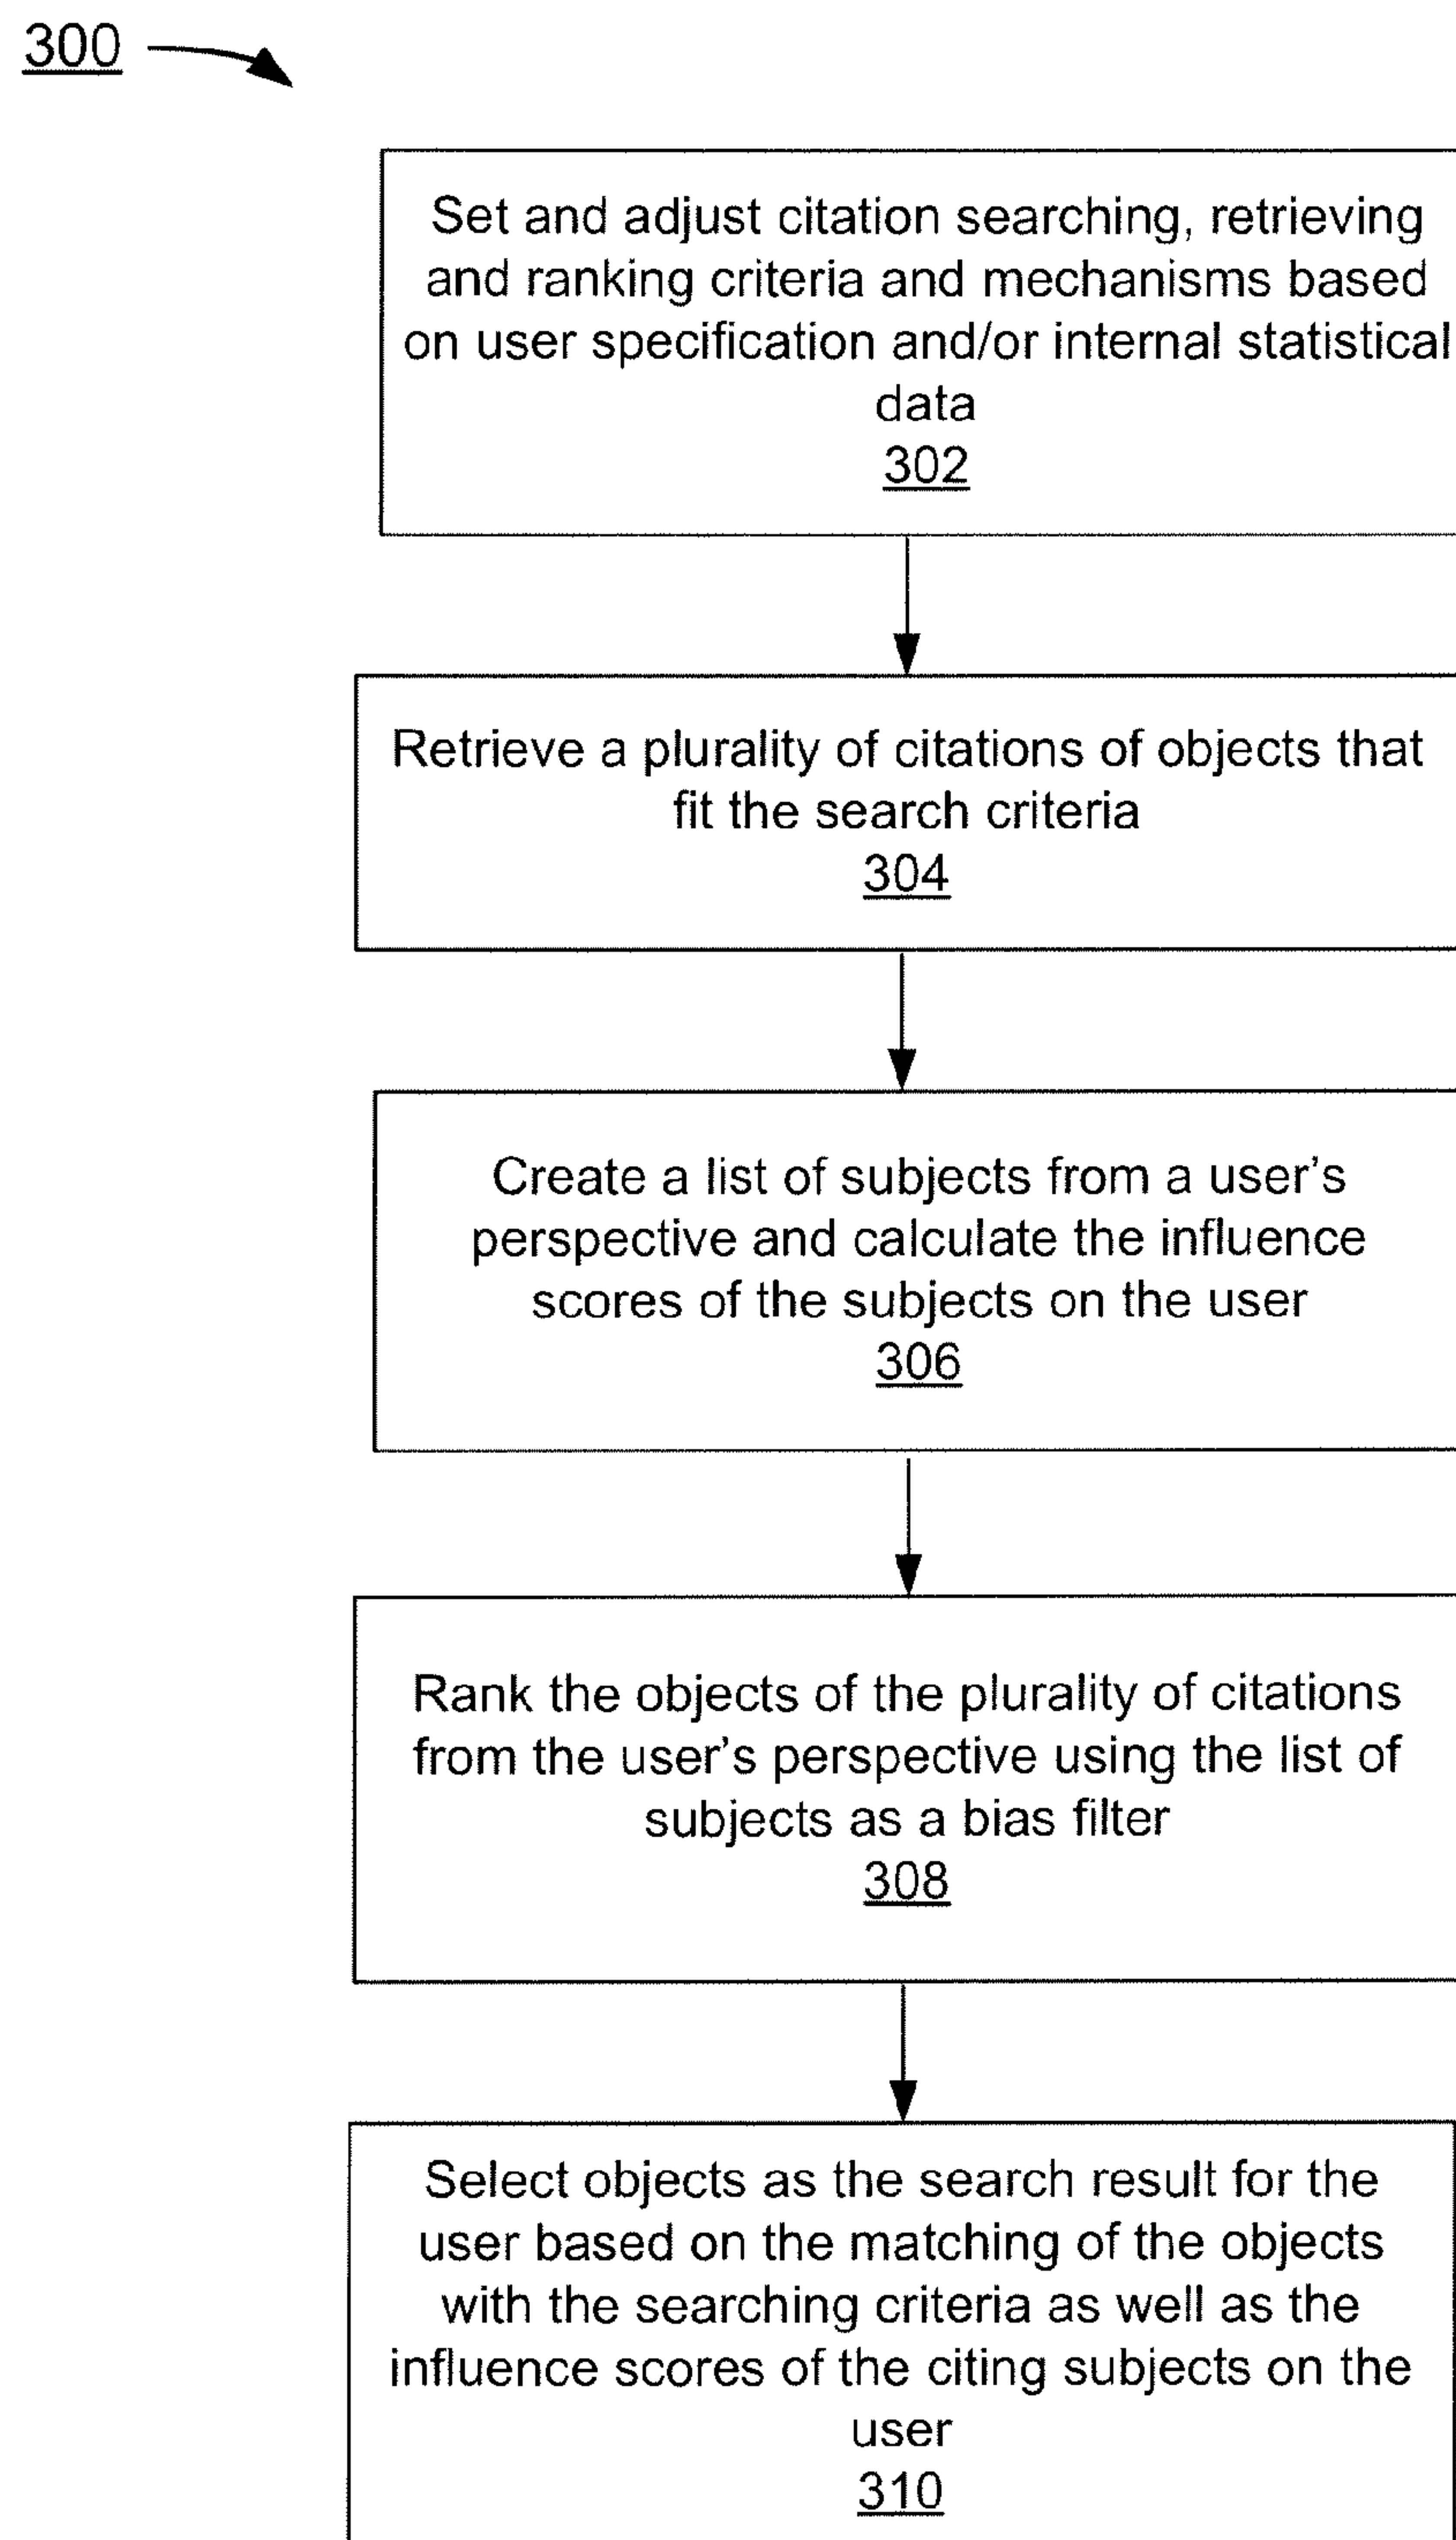 300
Set and adjust citation searching, retrieving
and ranking criteria and mechanisms based
on user specification and/or internal statistical
data
302
Retrieve a plurality of citations of objects that
fit the search criteria
304
Create a list of subjects from a user's
perspective and calculate the influence
scores of the subjects on the user
306
Rank the objects of the plurality of citations
from the user's perspective using the list of
subjects as a bias filter
308
Select objects as the search result for the
user based on the matching of the objects
with the searching criteria as well as the
influence scores of the citing subjects on the
user
310